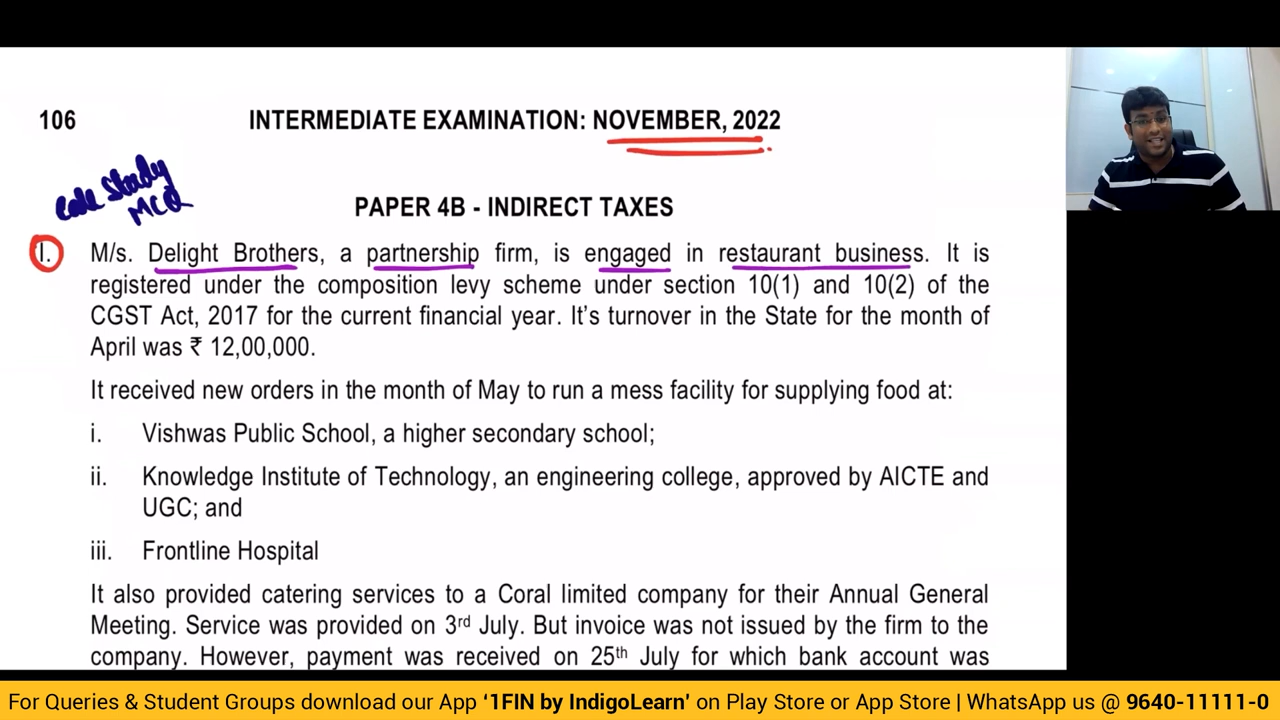 106 INTERMEDIATE EXAMINATION: NOVEMBER, 2022
Case Study
MCQ
PAPER 4B - INDIRECT TAXES
I. M/s. Delight Brothers, a partnership firm, is engaged in restaurant business. It is
registered under the composition levy scheme under section 10(1) and 10(2) of the
CGST Act, 2017 for the current financial year. It's turnover in the State for the month of
April was ₹ 12,00,000.
It received new orders in the month of May to run a mess facility for supplying food at:
i. Vishwas Public School, a higher secondary school;
ii. Knowledge Institute of Technology, an engineering college, approved by AICTE and
UGC; and
iii. Frontline Hospital
It also provided catering services to a Coral limited company for their Annual General
Meeting. Service was provided on 3rd July. But invoice was not issued by the firm to the
company. However, payment was received on 25th July for which bank account was
For Queries & Student Groups download our App '1FIN by IndigoLearn' on Play Store or App Store | WhatsApp us @ 9640-11111-0